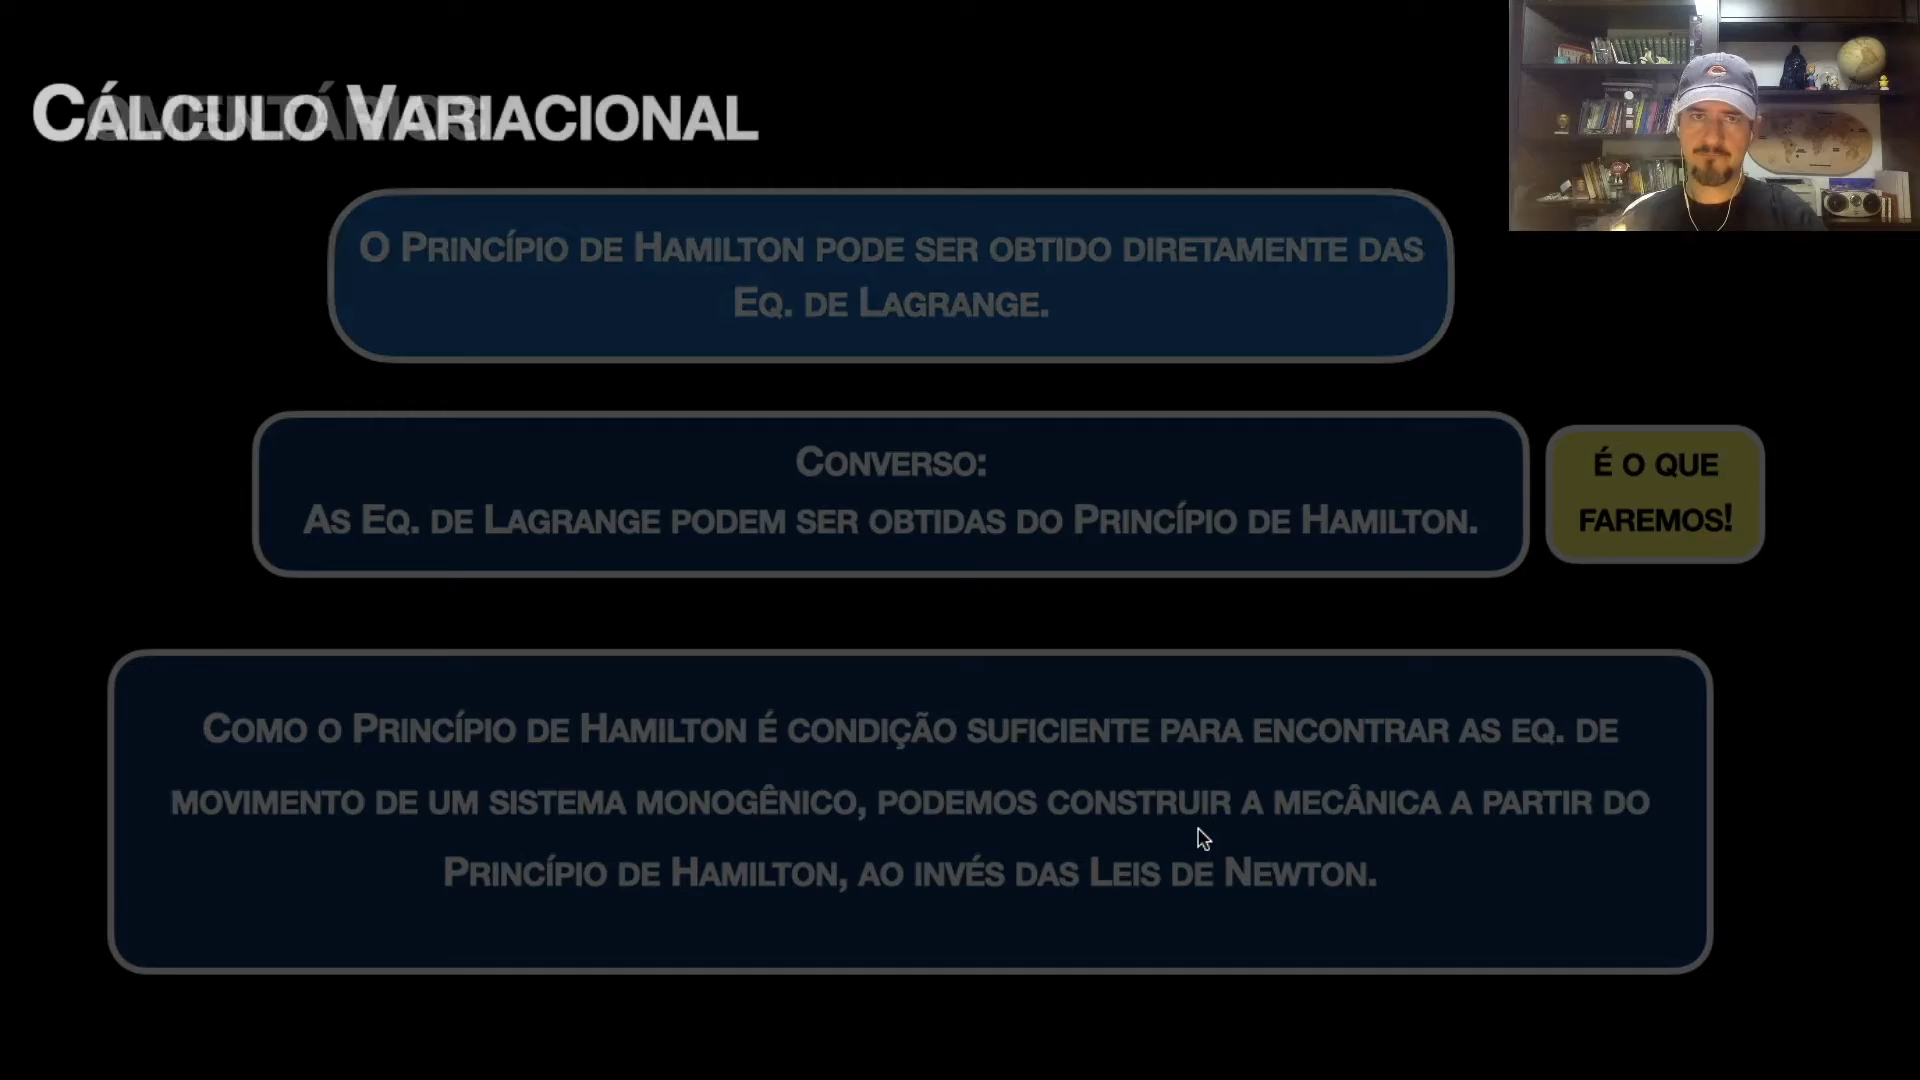 CÁLCULO VARIACIONAL
O PRINCÍPIO DE HAMILTON PODE SER OBTIDO DIRETAMENTE DAS
EQ. DE LAGRANGE.
CONVERSO:
AS EQ. DE LAGRANGE PODEM SER OBTIDAS DO PRINCÍPIO DE HAMILTON.
É O QUE
FAREMOS!
COMO O PRINCÍPIO DE HAMILTON É CONDIÇÃO SUFICIENTE PARA ENCONTRAR AS EQ. DE
MOVIMENTO DE UM SISTEMA MONOGÊNICO, PODEMOS CONSTRUIR A MECÂNICA A PARTIR DO
PRINCÍPIO DE HAMILTON, AO INVÉS DAS LEIS DE NEWTON.